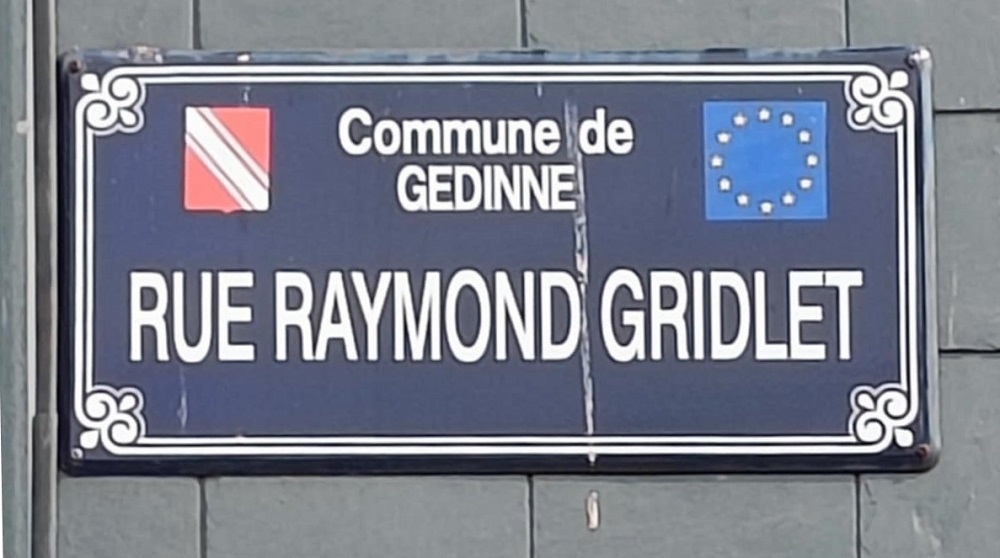 Commune de
GEDINNE
RUE RAYMOND GRIDLET